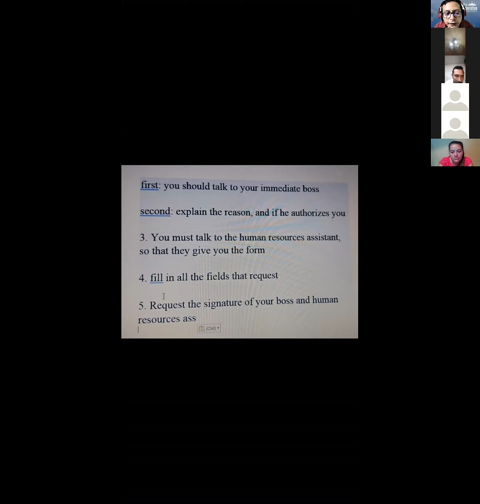 first: you should talk to your immediate boss
second: explain the reason, and if he authorizes you
3. You must talk to the human resources assistant,
so that they give you the form
4. fill in all the fields that request
5. Request the signature of your boss and human
resources ass